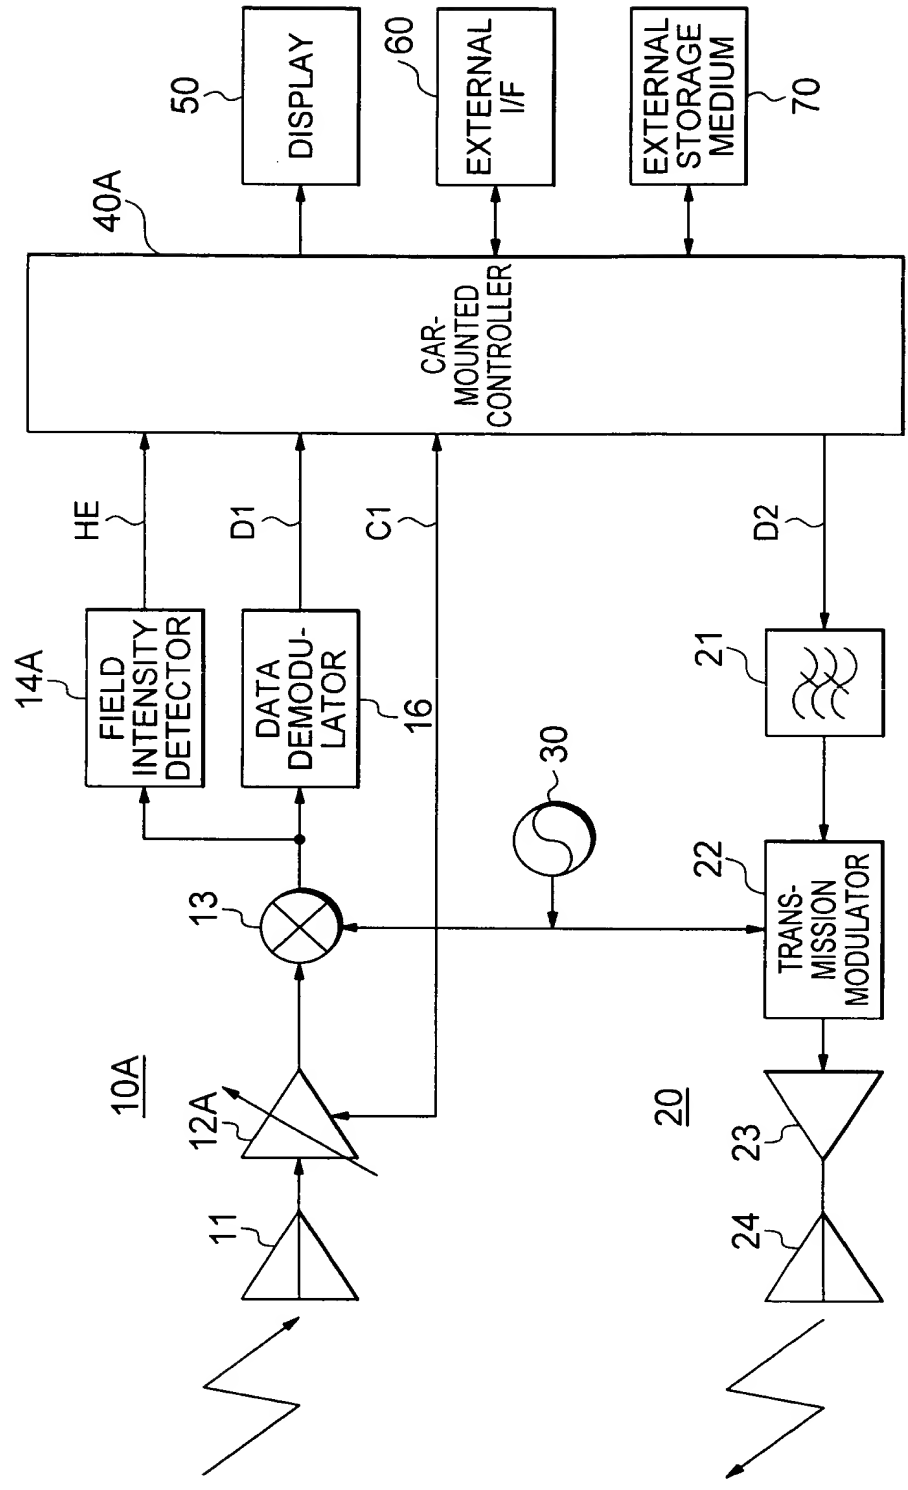 10A
11
12A
13
14A
FIELD
INTENSITY
DETECTOR
HE
DATA
DEMODU-
LATOR
16
D1
C1
40A
CAR-
MOUNTED
CONTROLLER
50
DISPLAY
60
EXTERNAL
I/F
EXTERNAL
STORAGE
MEDIUM
70
30
20
24
23
22
TRANS-
MISSION
MODULATOR
21
D2